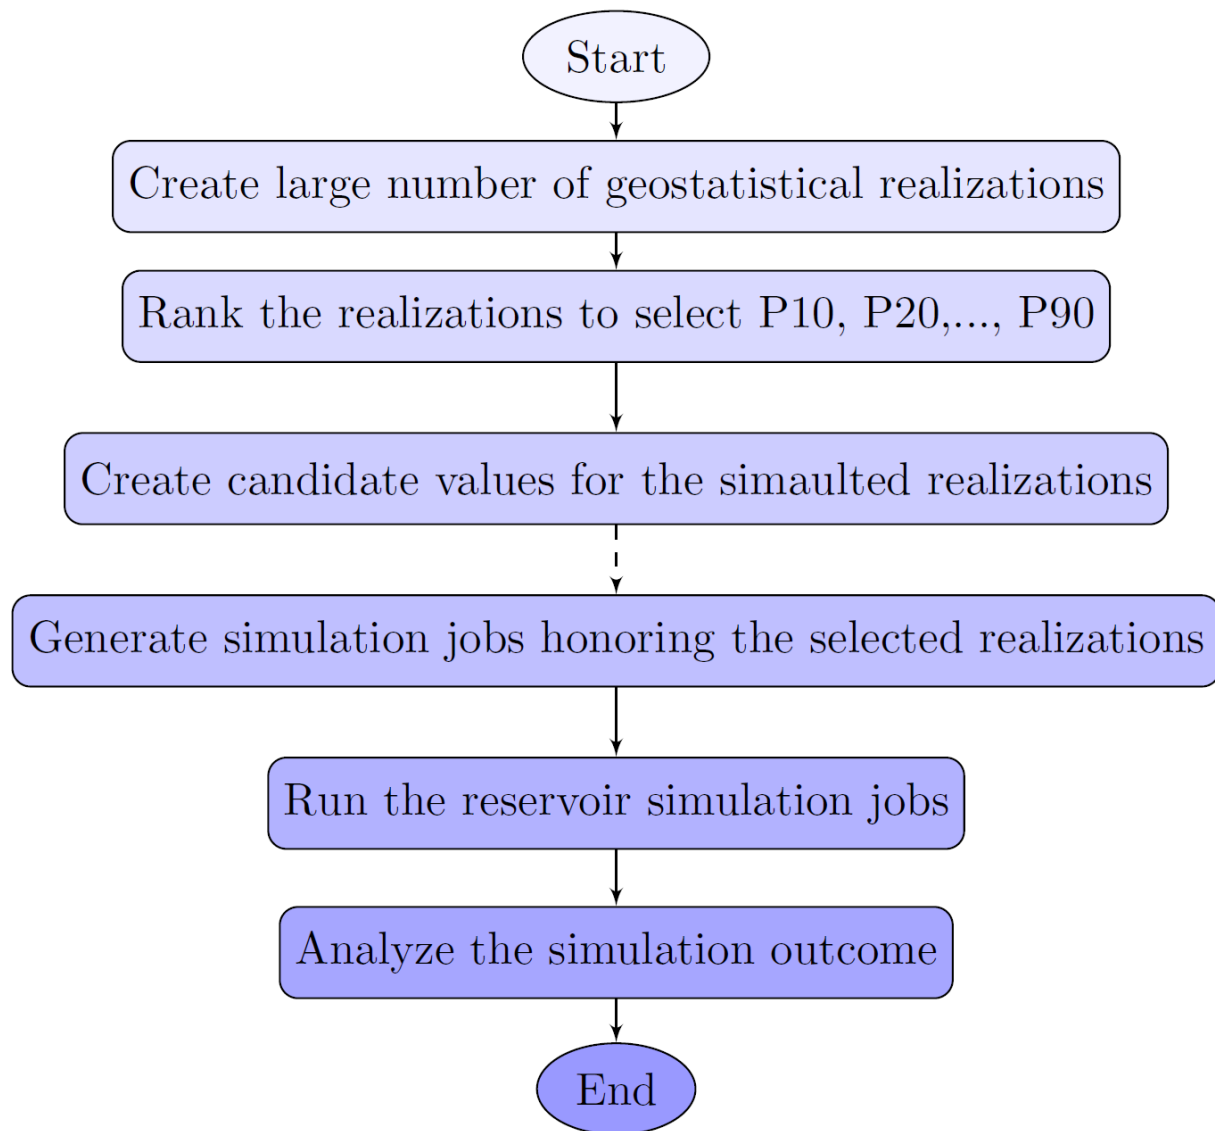 Start
Create large number of geostatistical realizations
Rank the realizations to select P10, P20,..., P90
Create candidate values for the simaulted realizations
Generate simulation jobs honoring the selected realizations
Run the reservoir simulation jobs
Analyze the simulation outcome
End